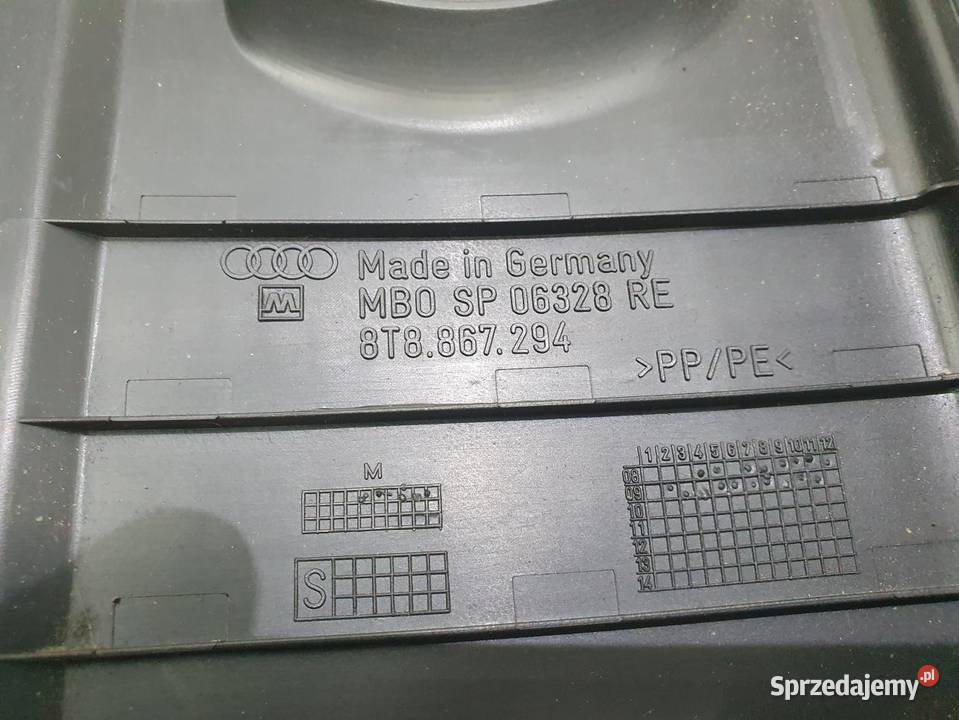 Made in Germany
MBO SP 06328 RE
8T8.867.294
>PP/PE<
M
1 2 3 4 5 6 7 8 9 10 11 12
08
09
10
11
12
13
14
S
Sprzedajemy.pl